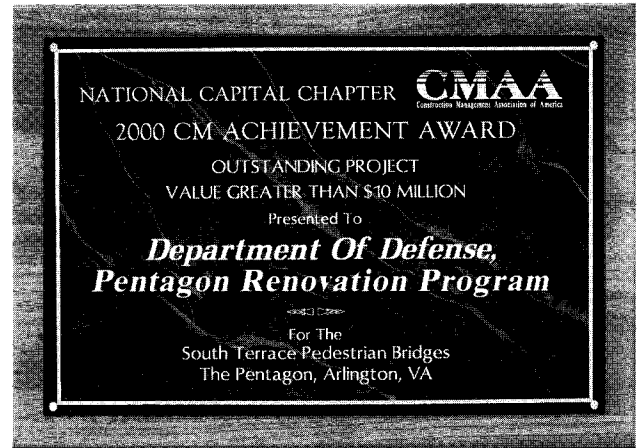 NATIONAL CAPITAL CHAPTER CMAA
Construction Management Association of America
2000 CM ACHIEVEMENT AWARD
OUTSTANDING PROJECT
VALUE GREATER THAN $10 MILLION
Presented To
Department Of Defense,
Pentagon Renovation Program
For The
South Terrace Pedestrian Bridges
The Pentagon, Arlington, VA